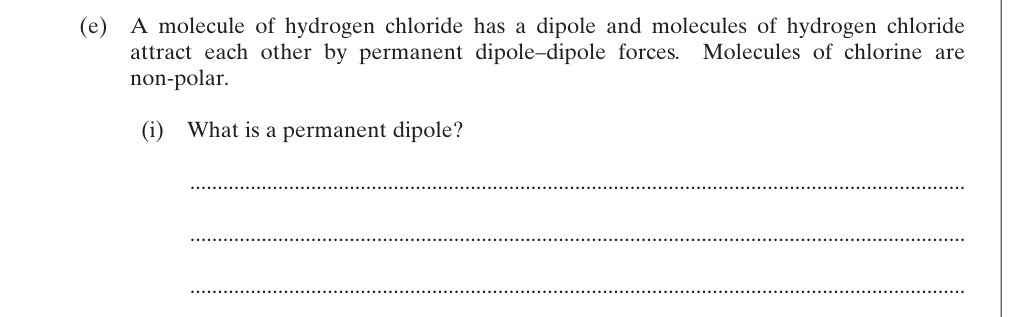 (e) A molecule of hydrogen chloride has a dipole and molecules of hydrogen chloride
attract each other by permanent dipole–dipole forces. Molecules of chlorine are
non-polar.
(i) What is a permanent dipole?